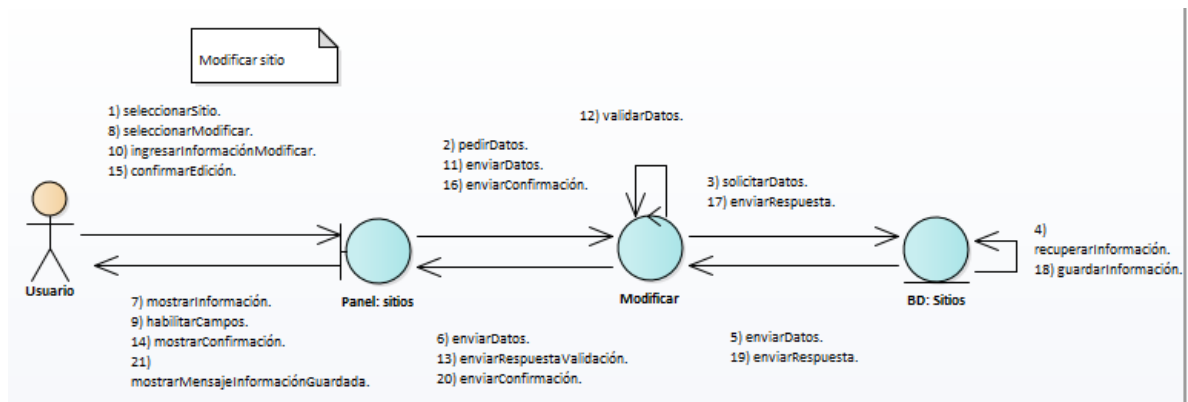 Modificar sitio
1) seleccionarSitio.
8) seleccionarModificar.
10) ingresarInformaciónModificar.
15) confirmarEdición.
2) pedirDatos.
11) enviarDatos.
16) enviarConfirmación.
12) validarDatos.
3) solicitarDatos.
17) enviarRespuesta.
4)
recuperarInformación.
18) guardarInformación.
Usuario
Panel: sitios
Modificar
BD: Sitios
7) mostrarInformación.
9) habilitarCampos.
14) mostrarConfirmación.
21)
mostrarMensajeInformaciónGuardada.
6) enviarDatos.
13) enviarRespuestaValidación.
20) enviarConfirmación.
5) enviarDatos.
19) enviarRespuesta.